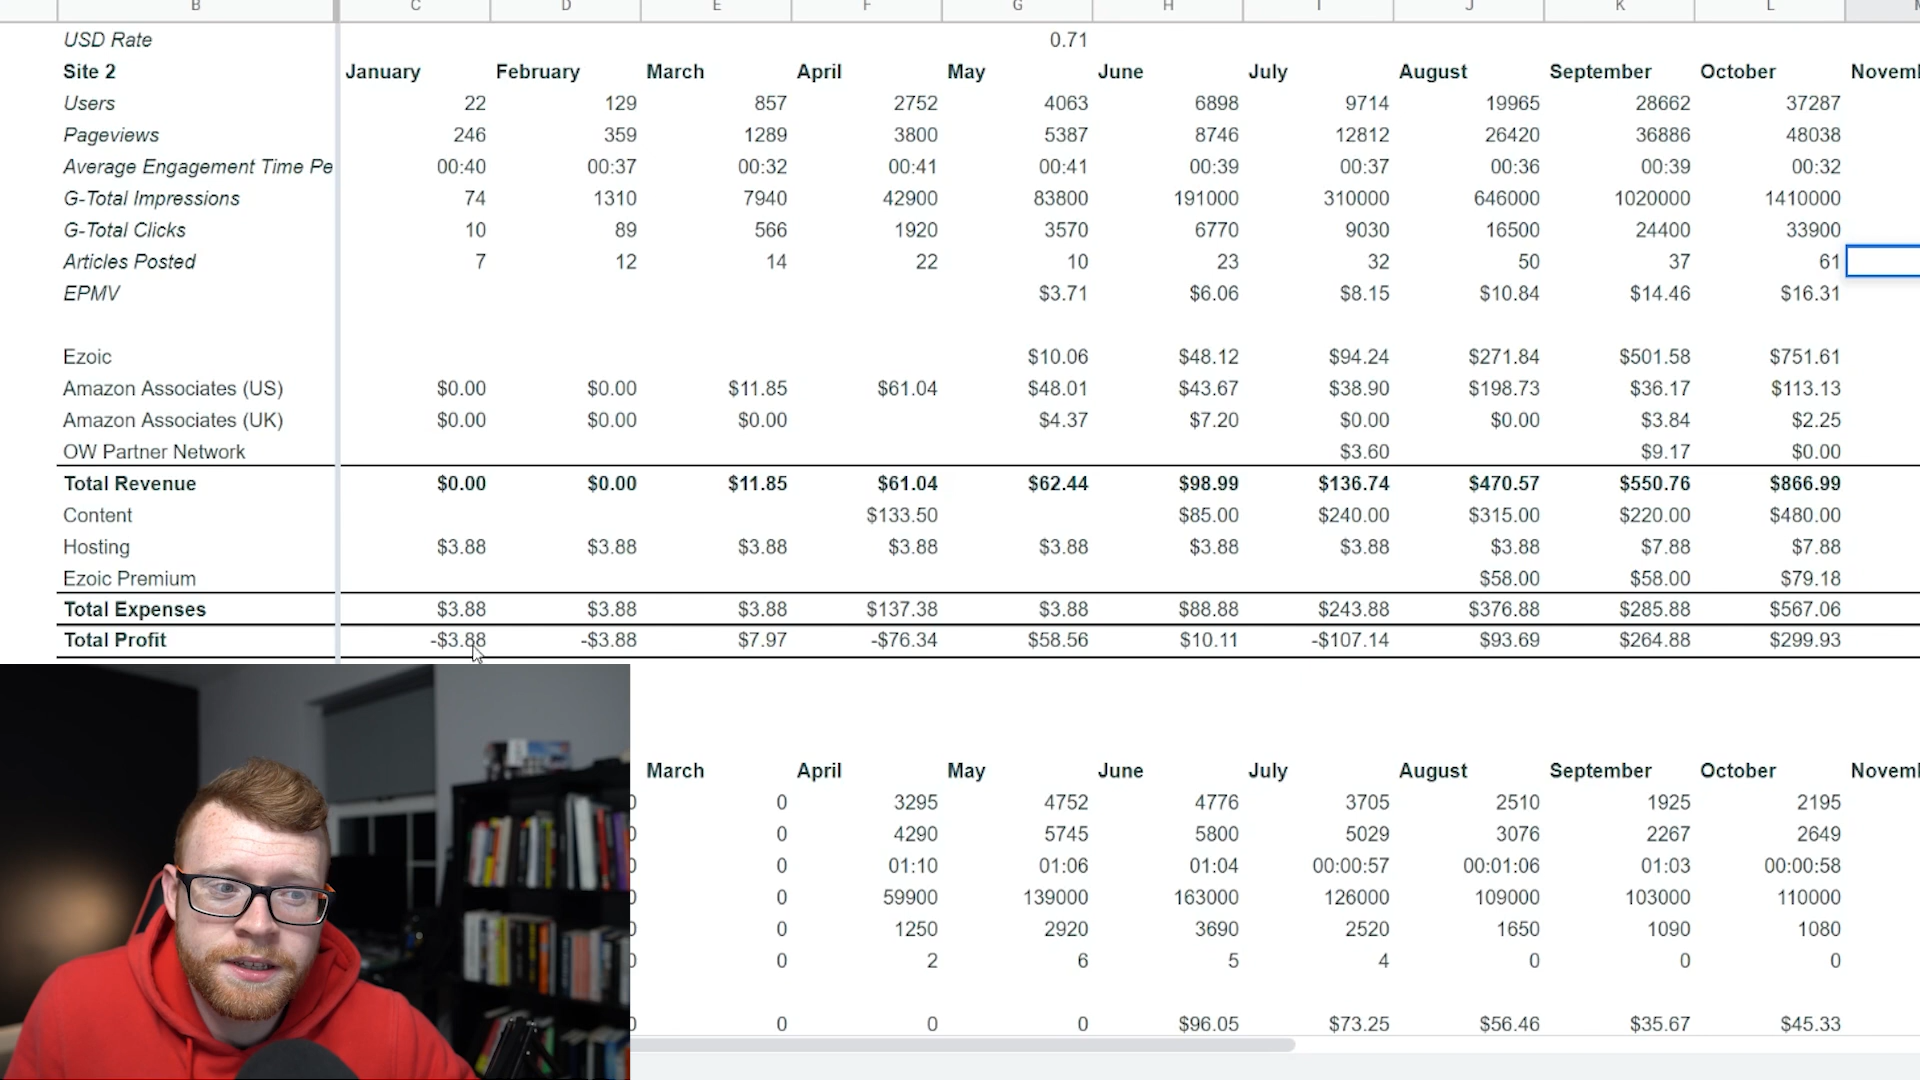 B C D E F G H I J K L
USD Rate 0.71
Site 2 January February March April May June July August September October Novem
Users 22 129 857 2752 4063 6898 9714 19965 28662 37287
Pageviews 246 359 1289 3800 5387 8746 12812 26420 36886 48038
Average Engagement Time Pe 00:40 00:37 00:32 00:41 00:41 00:39 00:37 00:36 00:39 00:32
G-Total Impressions 74 1310 7940 42900 83800 191000 310000 646000 1020000 1410000
G-Total Clicks 10 89 566 1920 3570 6770 9030 16500 24400 33900
Articles Posted 7 12 14 22 10 23 32 50 37 61
EPMV $3.71 $6.06 $8.15 $10.84 $14.46 $16.31
Ezoic $10.06 $48.12 $94.24 $271.84 $501.58 $751.61
Amazon Associates (US) $0.00 $0.00 $11.85 $61.04 $48.01 $43.67 $38.90 $198.73 $36.17 $113.13
Amazon Associates (UK) $0.00 $0.00 $0.00 $4.37 $7.20 $0.00 $0.00 $3.84 $2.25
OW Partner Network $3.60 $9.17 $0.00
Total Revenue $0.00 $0.00 $11.85 $61.04 $62.44 $98.99 $136.74 $470.57 $550.76 $866.99
Content $133.50 $85.00 $240.00 $315.00 $220.00 $480.00
Hosting $3.88 $3.88 $3.88 $3.88 $3.88 $3.88 $3.88 $3.88 $7.88 $7.88
Ezoic Premium $58.00 $58.00 $79.18
Total Expenses $3.88 $3.88 $3.88 $137.38 $3.88 $88.88 $243.88 $376.88 $285.88 $567.06
Total Profit -$3.88 -$3.88 $7.97 -$76.34 $58.56 $10.11 -$107.14 $93.69 $264.88 $299.93
March April May June July August September October Novem
0 3295 4752 4776 3705 2510 1925 2195
0 4290 5745 5800 5029 3076 2267 2649
0 01:10 01:06 01:04 00:00:57 00:01:06 01:03 00:00:58
0 59900 139000 163000 126000 109000 103000 110000
0 1250 2920 3690 2520 1650 1090 1080
0 2 6 5 4 0 0 0
0 0 0 $96.05 $73.25 $56.46 $35.67 $45.33